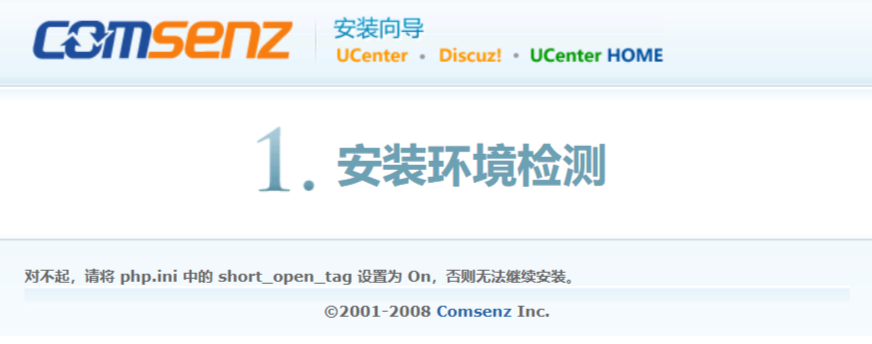 comsenz
安装向导
UCenter • Discuz! • UCenter HOME
1. 安装环境检测
对不起，请将 php.ini 中的 short_open_tag 设置为 On，否则无法继续安装。
©2001-2008 Comsenz Inc.